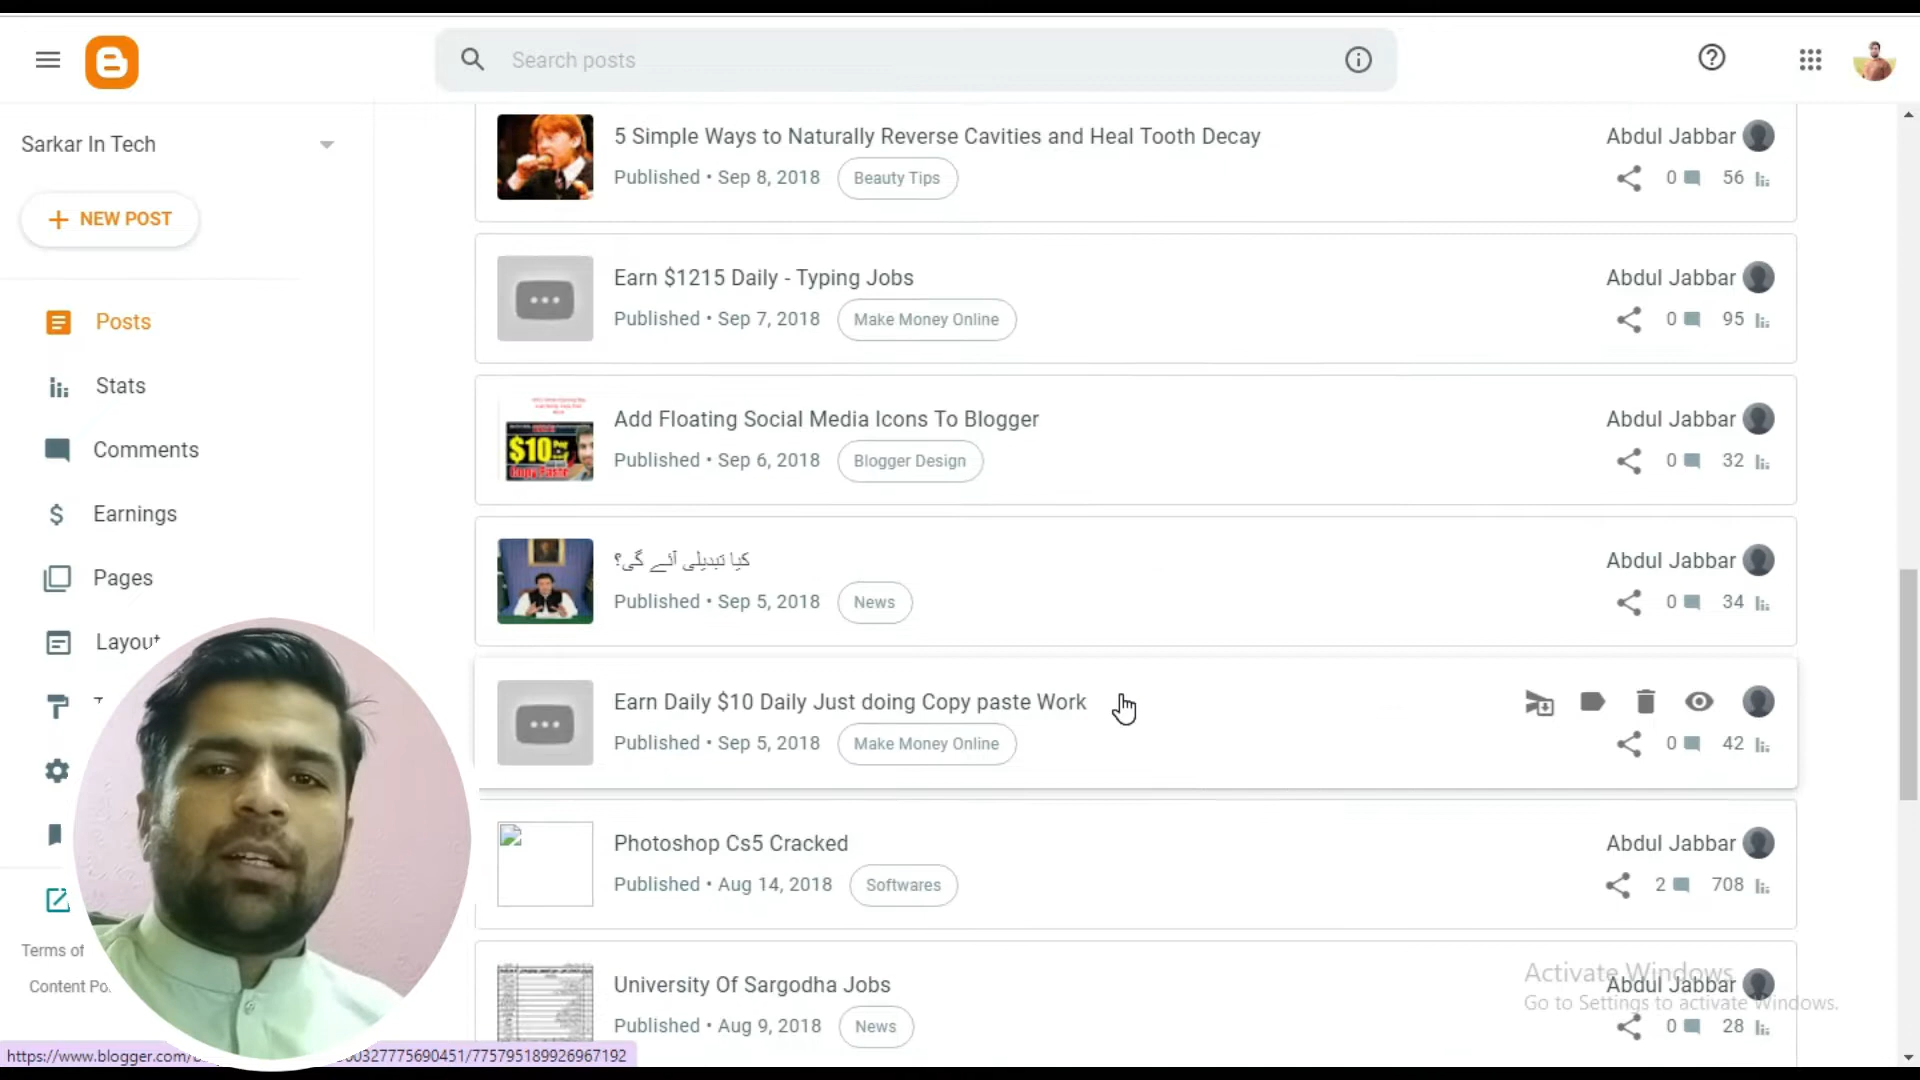 Search posts
Sarkar In Tech
NEW POST
Posts
Stats
Comments
Earnings
Pages
Layout
Terms of
Content Po
5 Simple Ways to Naturally Reverse Cavities and Heal Tooth Decay
Abdul Jabbar
Published • Sep 8, 2018
Beauty Tips
0
56
Earn $1215 Daily - Typing Jobs
Abdul Jabbar
Published • Sep 7, 2018
Make Money Online
0
95
$10
Copy Paste
Add Floating Social Media Icons To Blogger
Abdul Jabbar
Published • Sep 6, 2018
Blogger Design
0
32
کیا تبدیلی آئے گی؟
Abdul Jabbar
Published • Sep 5, 2018
News
0
34
Earn Daily $10 Daily Just doing Copy paste Work
Published • Sep 5, 2018
Make Money Online
0
42
Photoshop Cs5 Cracked
Abdul Jabbar
Published • Aug 14, 2018
Softwares
2
708
University Of Sargodha Jobs
Abdul Jabbar
Published • Aug 9, 2018
News
0
28
Activate Windows
Go to Settings to activate Windows.
https://www.blogger.com/
327775690451/775795189926967192